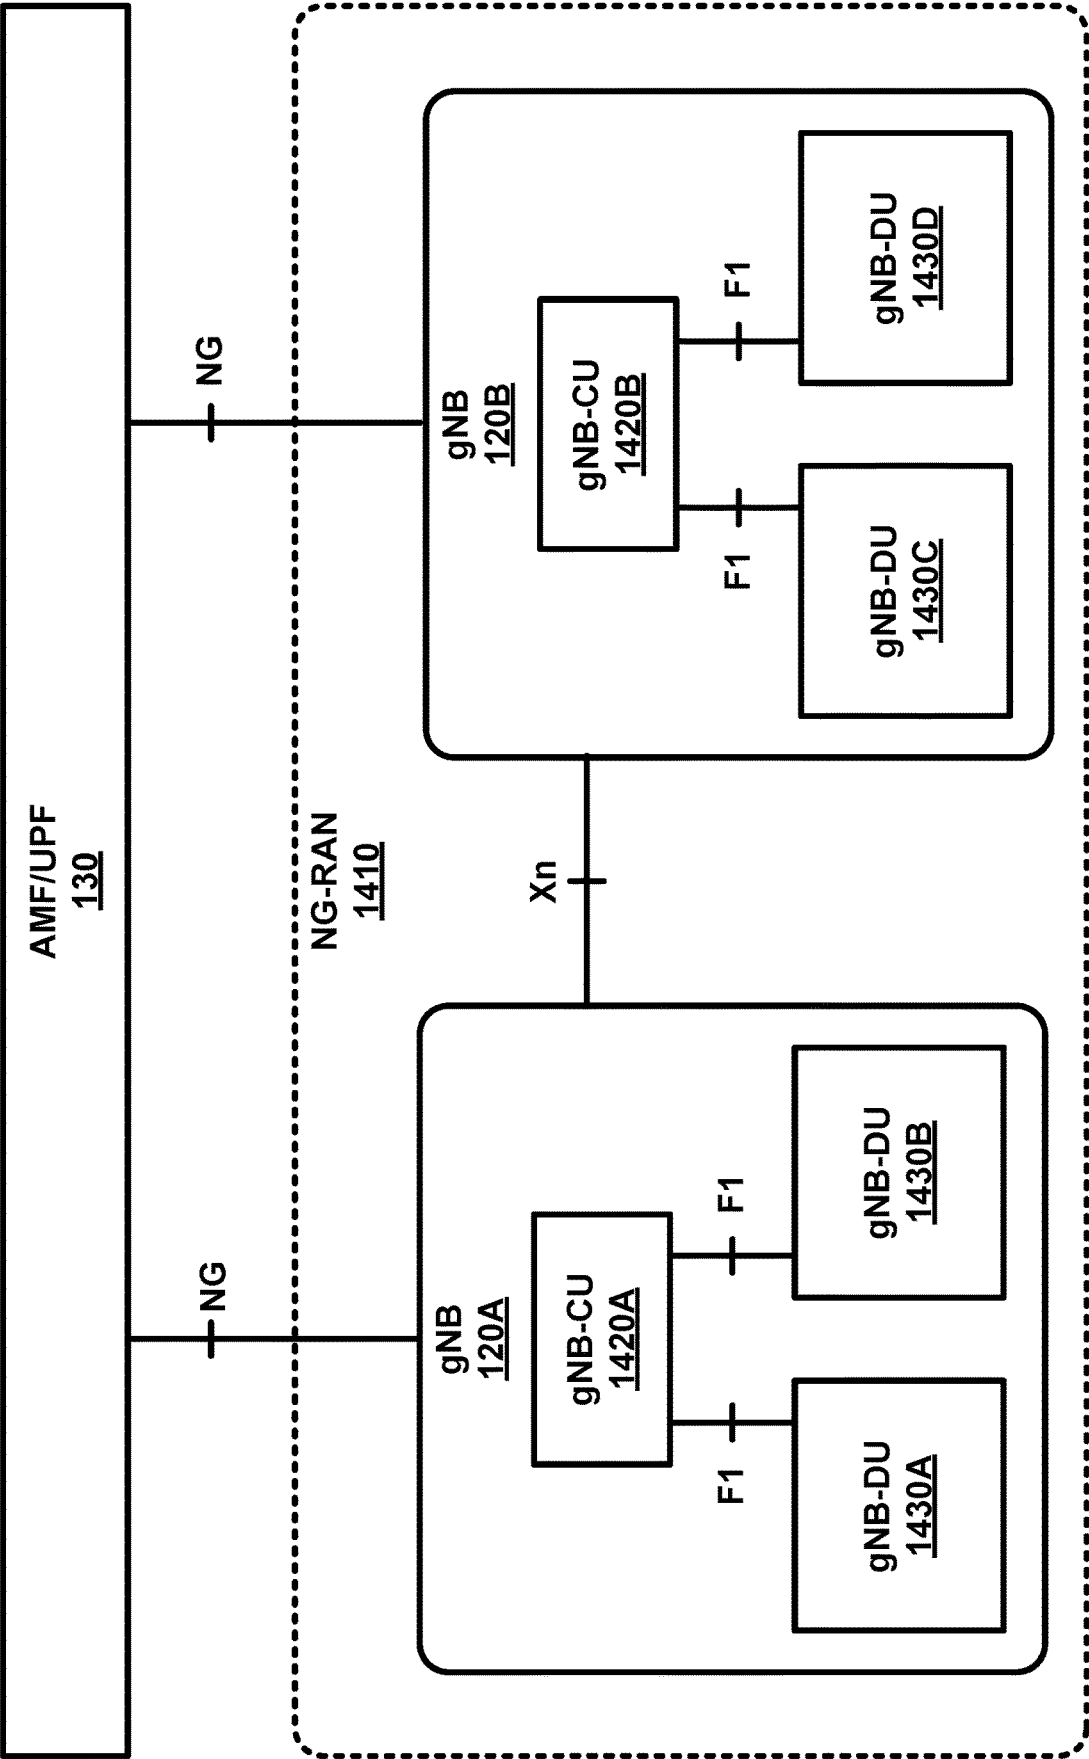 AMF/UPF
130
NG
NG
NG-RAN
1410
gNB
120A
gNB-CU
1420A
F1
F1
gNB-DU
1430A
gNB-DU
1430B
Xn
gNB
120B
gNB-CU
1420B
F1
F1
gNB-DU
1430C
gNB-DU
1430D